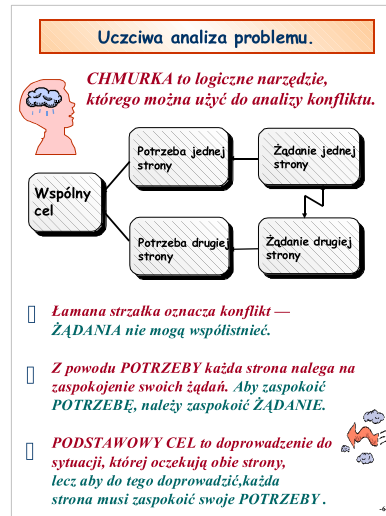 Uczciwa analiza problemu.
CHMURKA to logiczne narzędzie,
którego można użyć do analizy konfliktu.
Potrzeba jednej
strony
Żądanie jednej
strony
Wspólny
cel
Potrzeba drugiej
strony
Żądanie drugiej
strony
Łamana strzałka oznacza konflikt —
ŻĄDANIA nie mogą współistnieć.
Z powodu POTRZEBY każda strona nalega na
zaspokojenie swoich żądań. Aby zaspokoić
POTRZEBĘ, należy zaspokoić ŻĄDANIE.
PODSTAWOWY CEL to doprowadzenie do
sytuacji, której oczekują obie strony,
lecz aby do tego doprowadzić,każda
strona musi zaspokoić swoje POTRZEBY .
-6